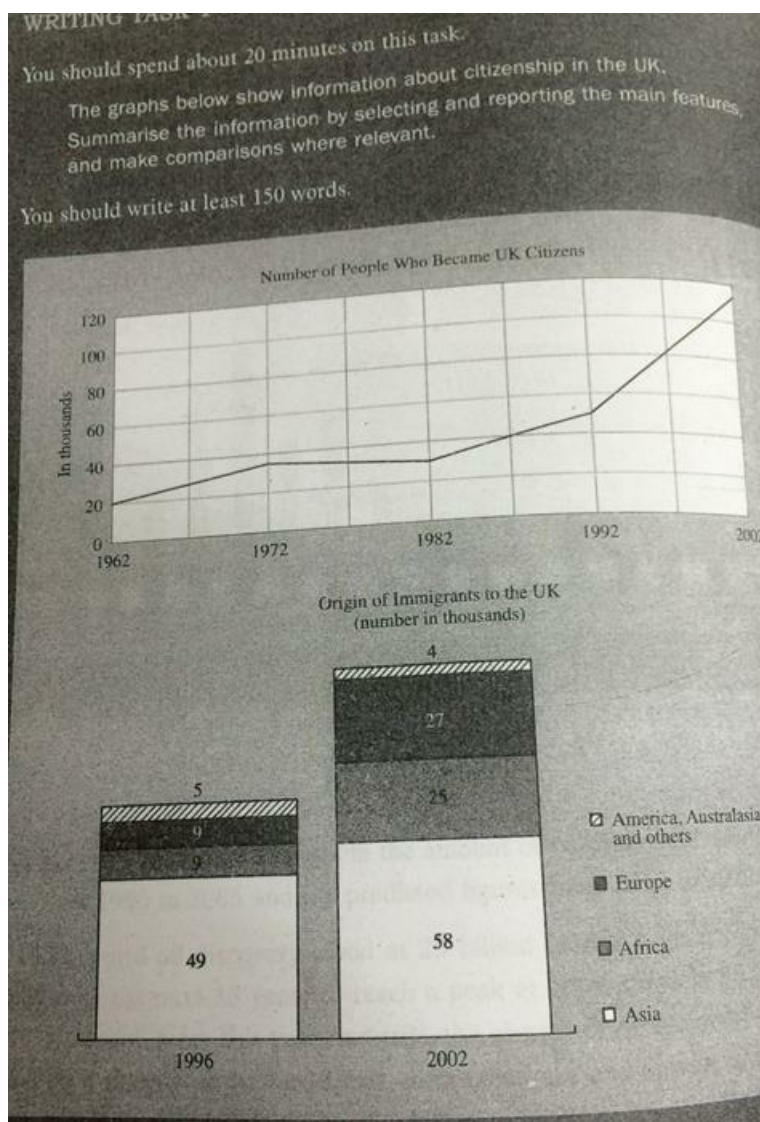 WRITING TASK
You should spend about 20 minutes on this task.
The graphs below show information about citizenship in the UK.
Summarise the information by selecting and reporting the main features,
and make comparisons where relevant.
You should write at least 150 words.
Number of People Who Became UK Citizens
120
100
80
60
40
20
0
In thousands
1962
1972
1982
1992
2002
Origin of Immigrants to the UK
(number in thousands)
5
9
9
49
1996
4
27
25
58
2002
America, Australasia
and others
Europe
Africa
Asia